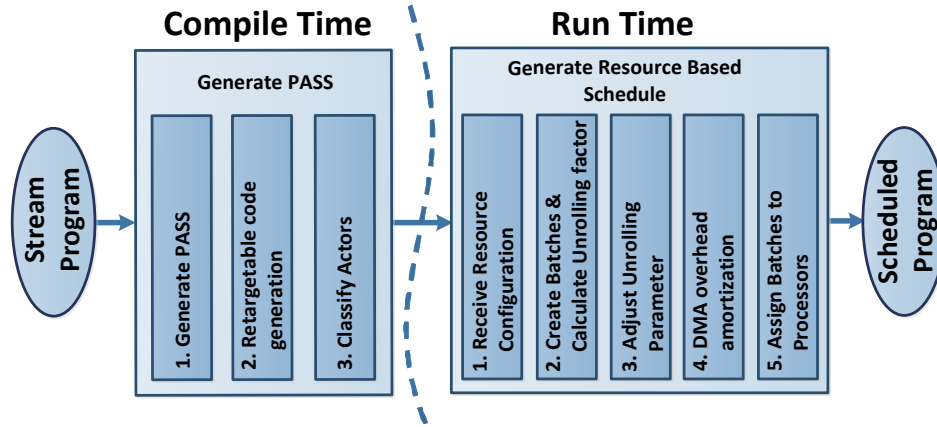 Compile Time
Run Time
Stream
Program
Generate PASS
1. Generate PASS
2. Retargetable code
generation
3. Classify Actors
Generate Resource Based
Schedule
1. Receive Resource
Configuration
2. Create Batches &
Calculate Unrolling factor
3. Adjust Unrolling
Parameter
4. DMA overhead
amortization
5. Assign Batches to
Processors
Scheduled
Program